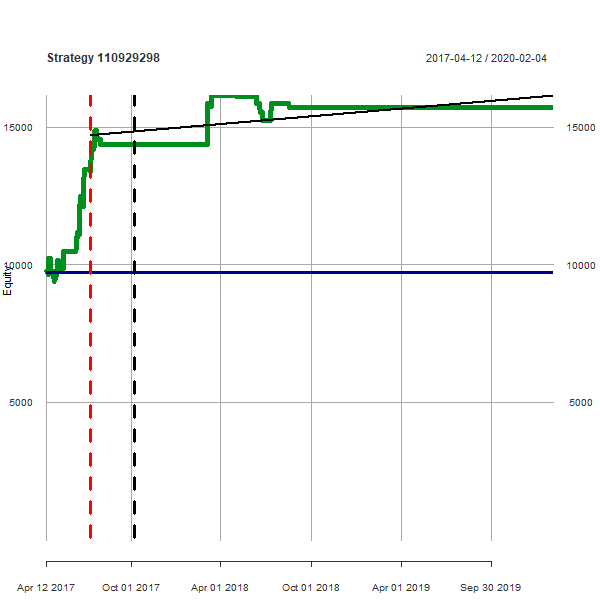 Strategy 110929298
2017-04-12 / 2020-02-04
15000
15000
10000
10000
Equity
5000
5000
Apr 12 2017
Oct 01 2017
Apr 01 2018
Oct 01 2018
Apr 01 2019
Sep 30 2019